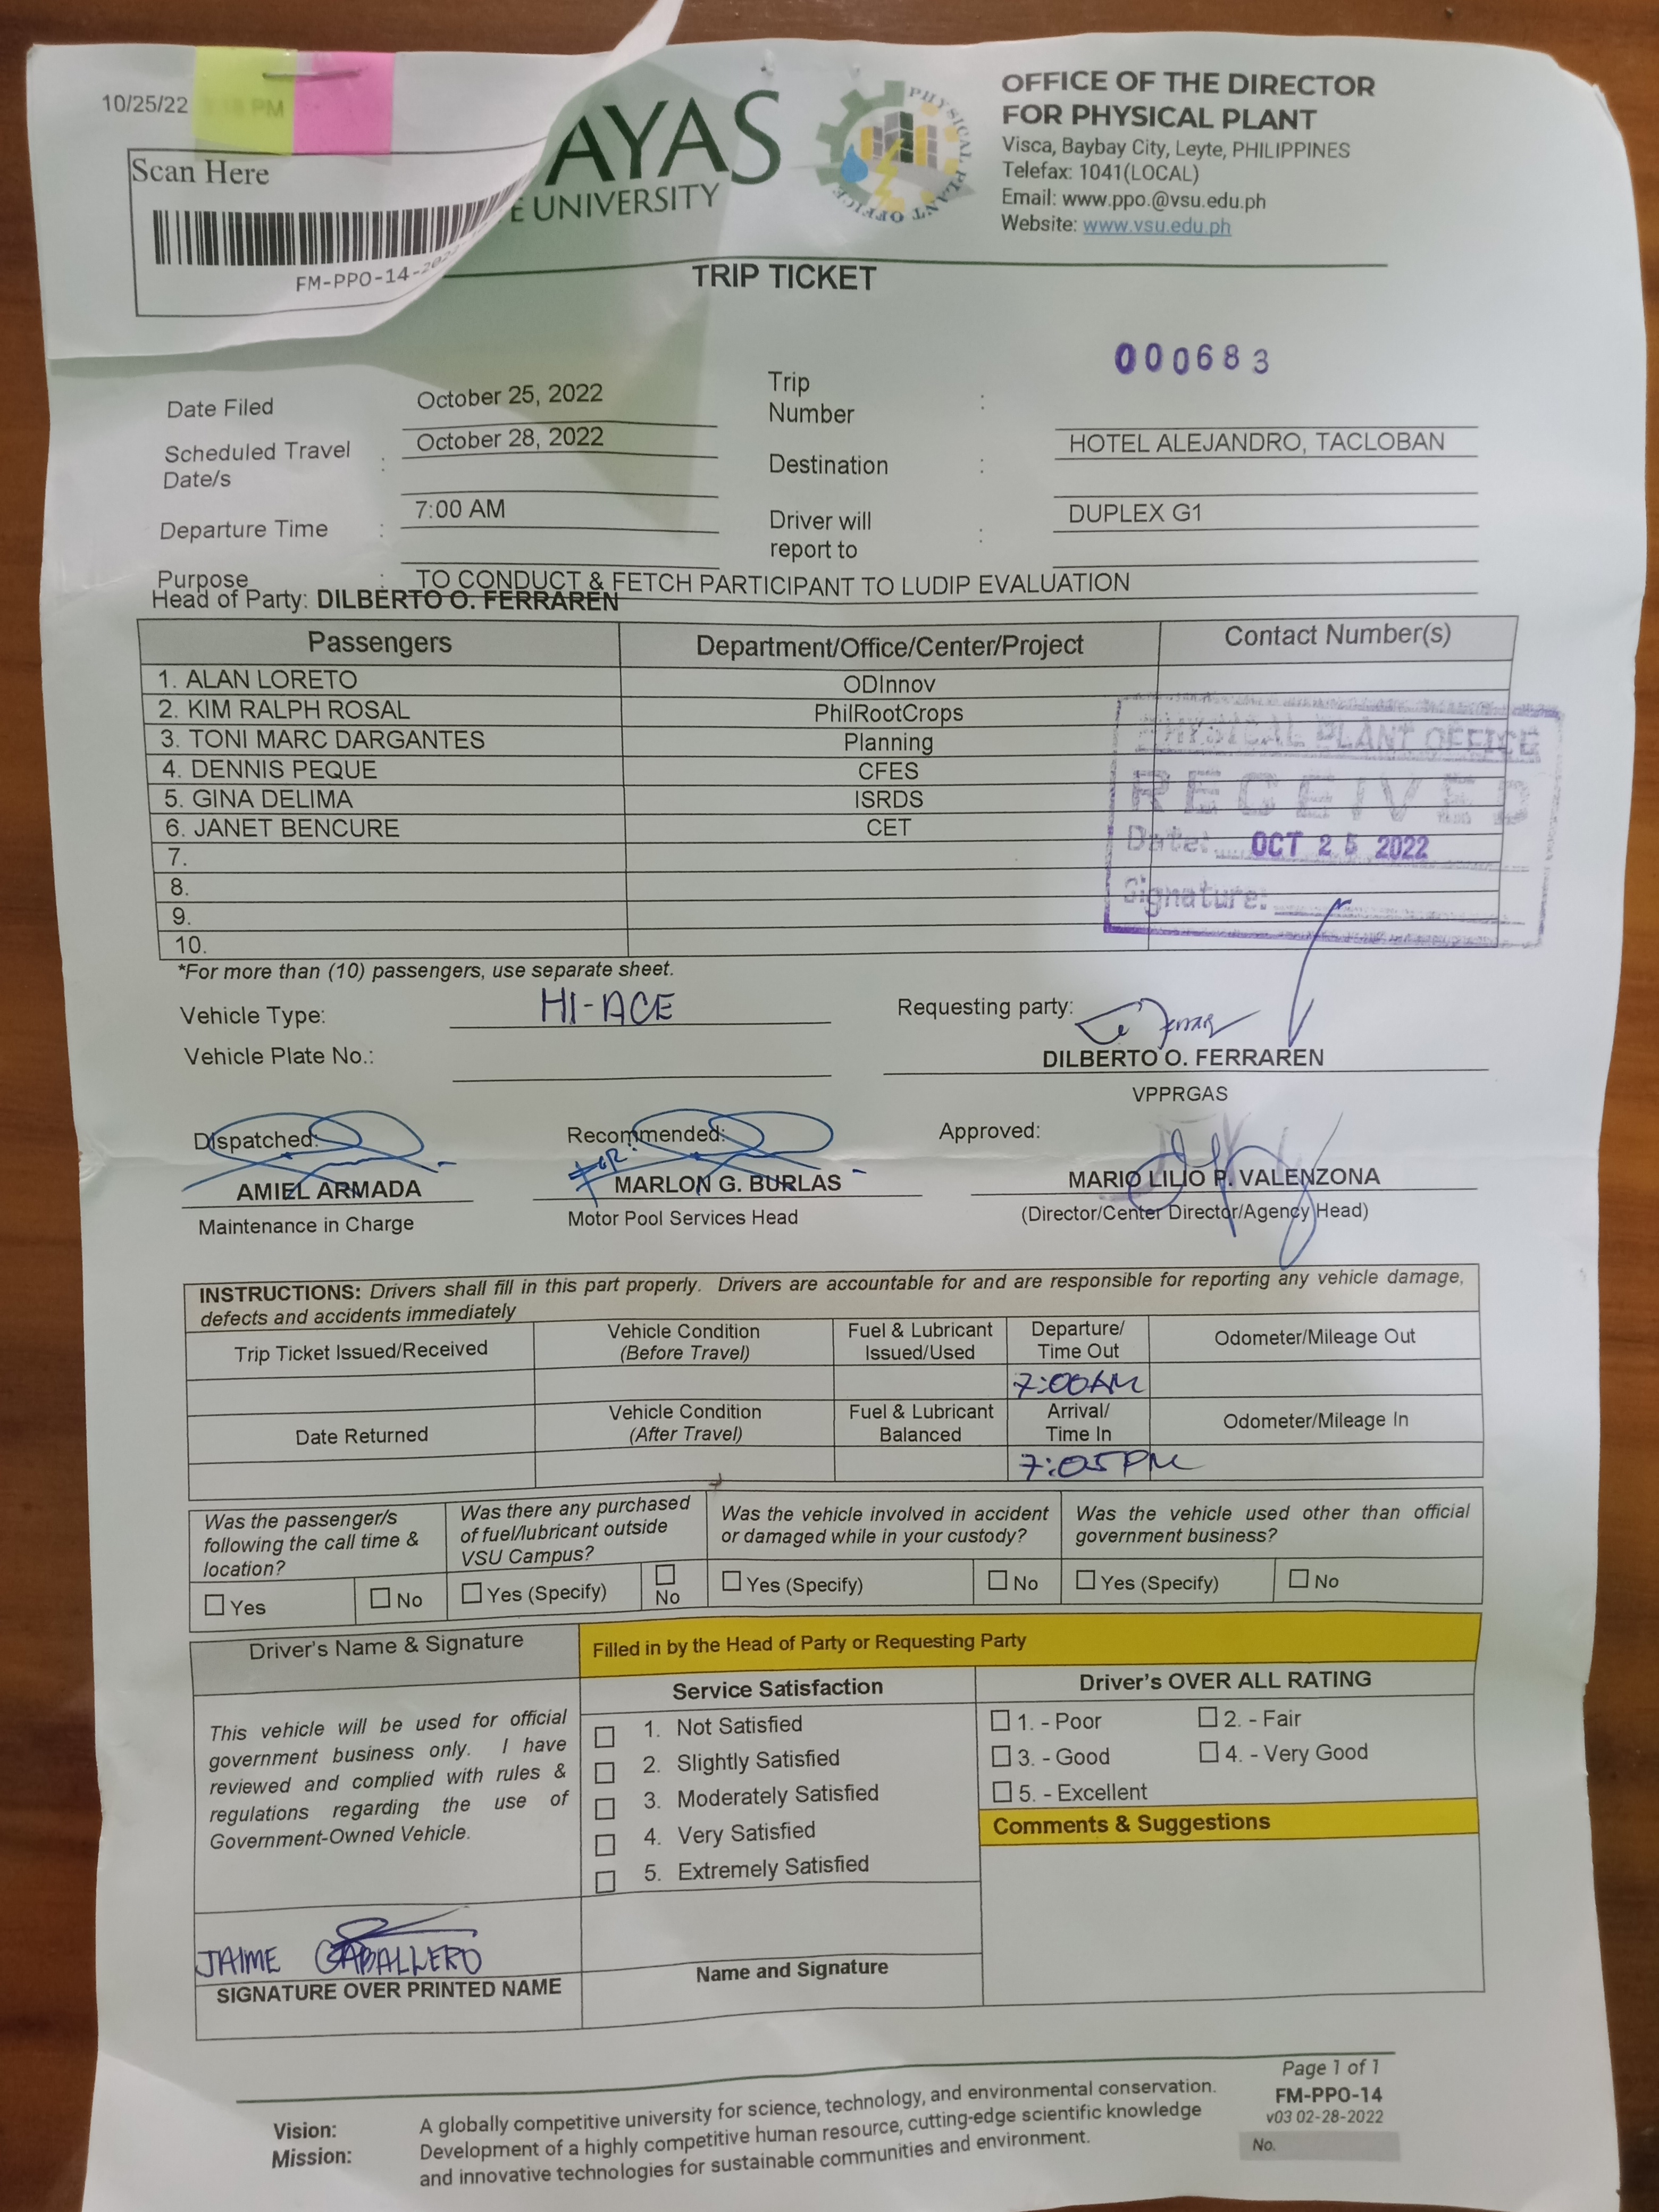 10/25/22
Scan Here
FM-PPO-14-
AYAS
E UNIVERSITY
PHYSICAL PLANT OFFICE
OFFICE OF THE DIRECTOR
FOR PHYSICAL PLANT
Visca, Baybay City, Leyte, PHILIPPINES
Telefax: 1041(LOCAL)
Email: www.ppo.@vsu.edu.ph
Website: www.vsu.edu.ph
TRIP TICKET
000683
Date Filed October 25, 2022 Trip Number :
Scheduled Travel Date/s : October 28, 2022 Destination : HOTEL ALEJANDRO, TACLOBAN
Departure Time : 7:00 AM Driver will report to : DUPLEX G1
Purpose : TO CONDUCT & FETCH PARTICIPANT TO LUDIP EVALUATION
Head of Party: DILBERTO O. FERRAREN
Passengers Department/Office/Center/Project Contact Number(s)
1. ALAN LORETO ODInnov
2. KIM RALPH ROSAL PhilRootCrops
3. TONI MARC DARGANTES Planning
4. DENNIS PEQUE CFES
5. GINA DELIMA ISRDS
6. JANET BENCURE CET
7.
8.
9.
10.
PHYSICAL PLANT OFFICE
RECEIVED
Date: OCT 25 2022
Signature:
*For more than (10) passengers, use separate sheet.
Vehicle Type: HI-ACE Requesting party:
Vehicle Plate No.: DILBERTO O. FERRAREN
VPPRGAS
Dispatched: Recommended: Approved:
FOR:
AMIEL ARMADA MARLON G. BURLAS MARIO LILIO P. VALENZONA
Maintenance in Charge Motor Pool Services Head (Director/Center Director/Agency Head)
INSTRUCTIONS: Drivers shall fill in this part properly. Drivers are accountable for and are responsible for reporting any vehicle damage,
defects and accidents immediately
Trip Ticket Issued/Received Vehicle Condition (Before Travel) Fuel & Lubricant Issued/Used Departure/ Time Out Odometer/Mileage Out
7:00AM
Date Returned Vehicle Condition (After Travel) Fuel & Lubricant Balanced Arrival/ Time In Odometer/Mileage In
7:05PM
Was the passenger/s following the call time & location? Was there any purchased of fuel/lubricant outside VSU Campus? Was the vehicle involved in accident or damaged while in your custody? Was the vehicle used other than official government business?
Yes No Yes (Specify) No Yes (Specify) No Yes (Specify) No
Driver's Name & Signature Filled in by the Head of Party or Requesting Party
Service Satisfaction Driver's OVER ALL RATING
This vehicle will be used for official
government business only. I have
reviewed and complied with rules &
regulations regarding the use of
Government-Owned Vehicle.
1. Not Satisfied
2. Slightly Satisfied
3. Moderately Satisfied
4. Very Satisfied
5. Extremely Satisfied
1. - Poor 2. - Fair
3. - Good 4. - Very Good
5. - Excellent
Comments & Suggestions
JAIME CABALLERO
SIGNATURE OVER PRINTED NAME
Name and Signature
Page 1 of 1
FM-PPO-14
v03 02-28-2022
No.
Vision: A globally competitive university for science, technology, and environmental conservation.
Mission: Development of a highly competitive human resource, cutting-edge scientific knowledge
and innovative technologies for sustainable communities and environment.